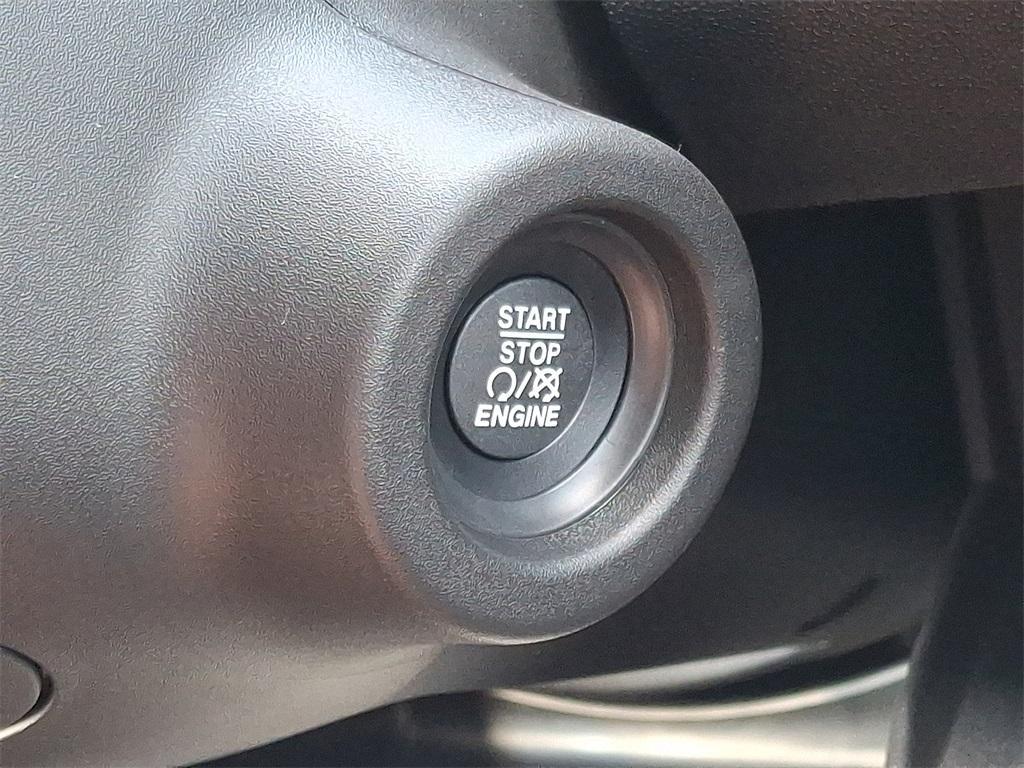 START
STOP
/
ENGINE